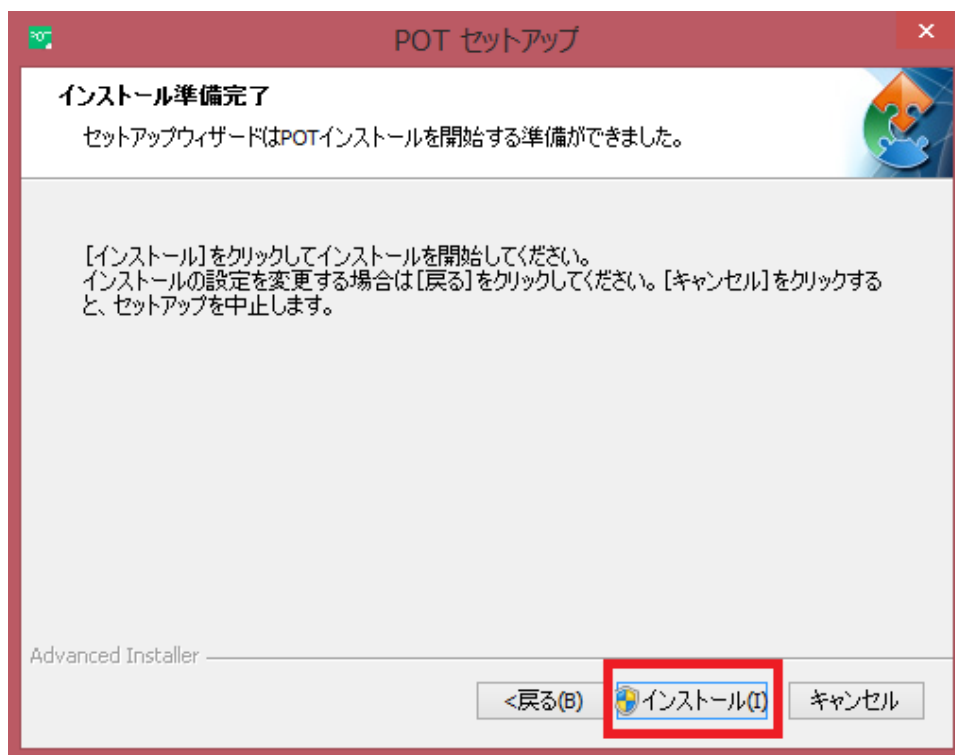 POT
POT セットアップ
×
インストール準備完了
セットアップウィザードはPOTインストールを開始する準備ができました。
[インストール]をクリックしてインストールを開始してください。
インストールの設定を変更する場合は[戻る]をクリックしてください。[キャンセル]をクリックする
と、セットアップを中止します。
Advanced Installer
<戻る(B)
インストール(I)
キャンセル